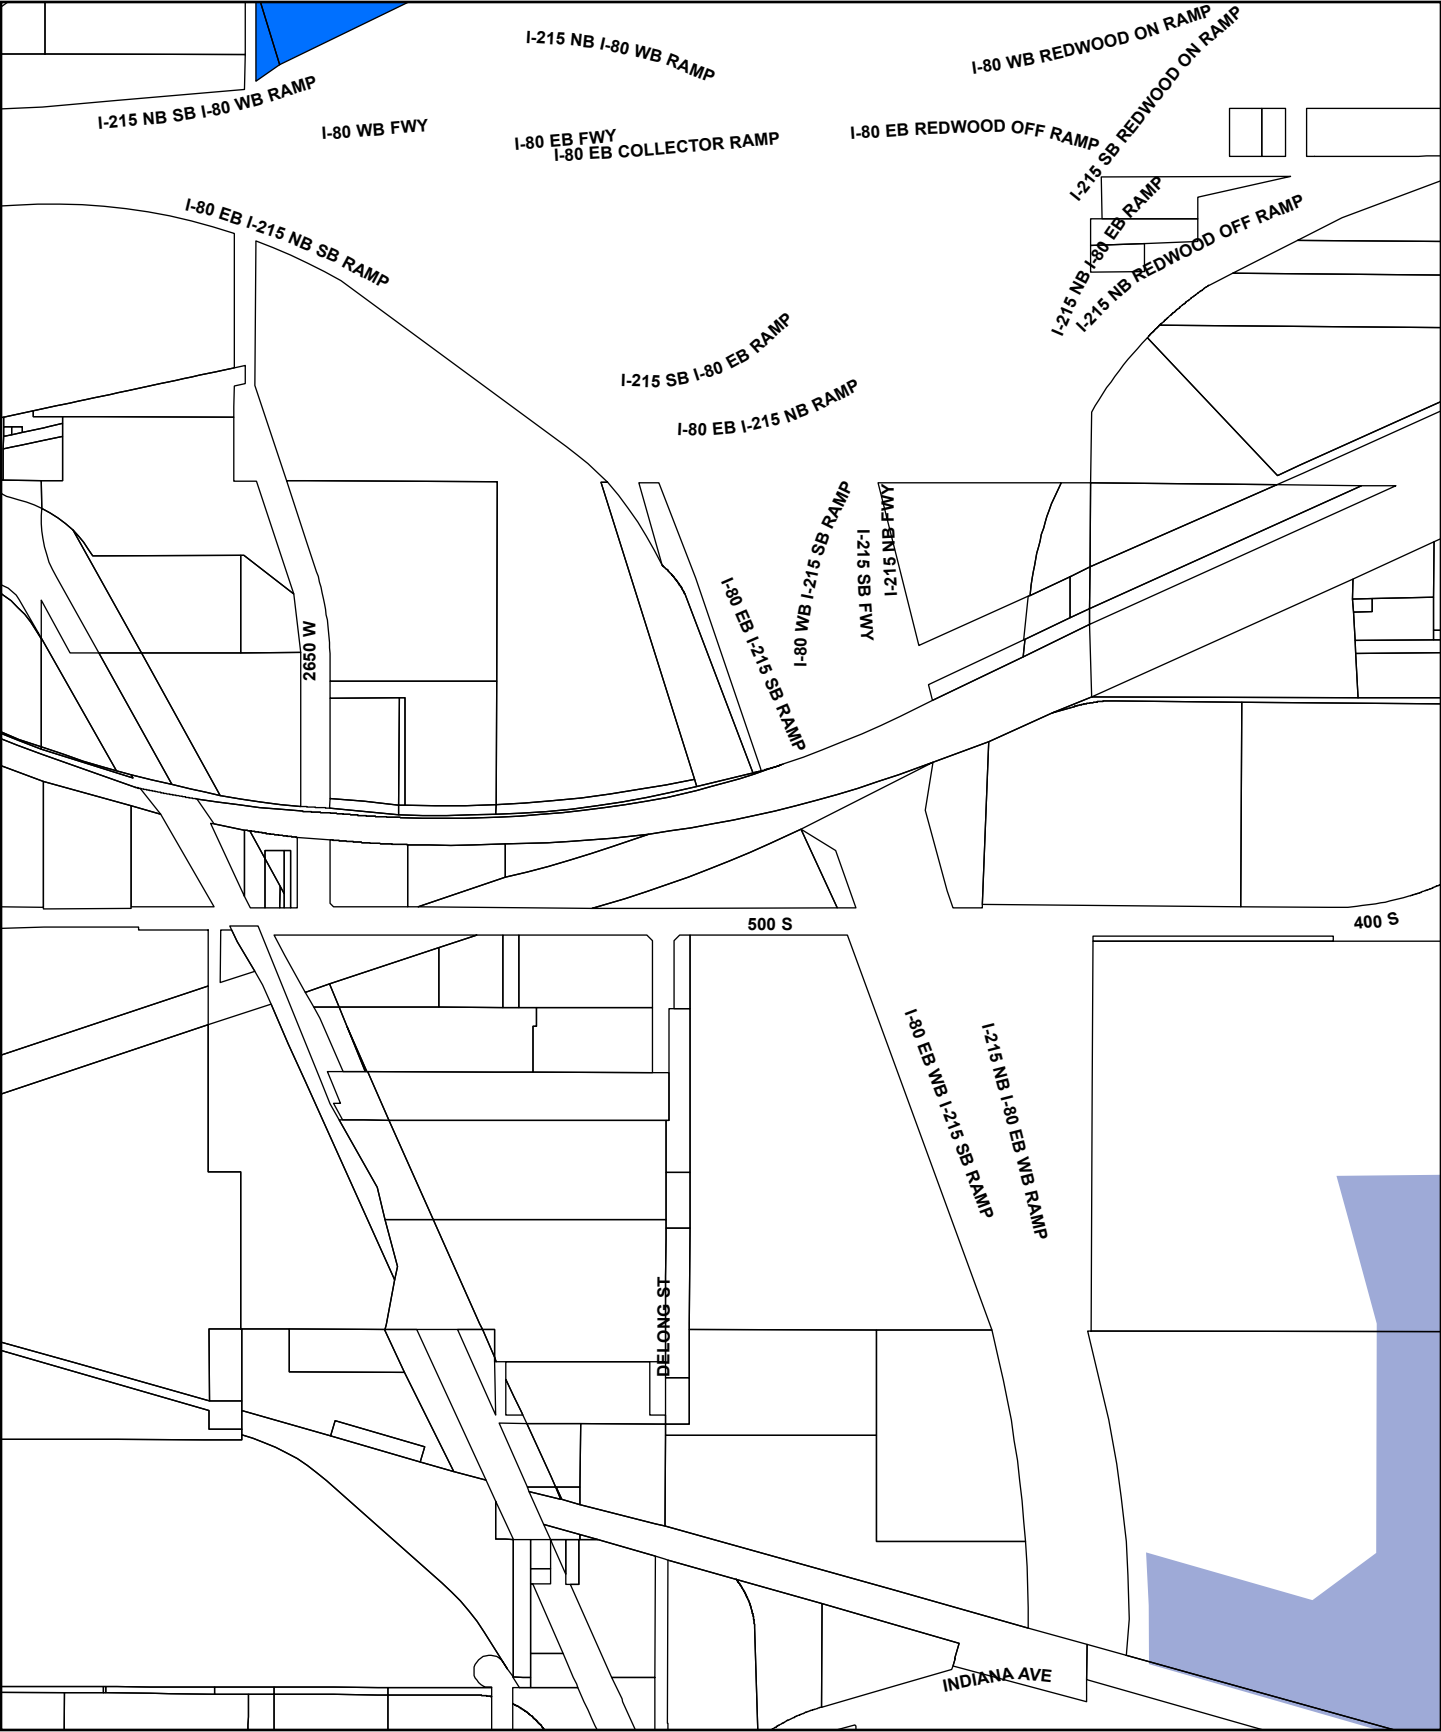 I-80 WB REDWOOD ON RAMP
I-215 NB I-80 WB RAMP
I-215 SB REDWOOD ON RAMP
I-215 NB SB I-80 WB RAMP
I-80 WB FWY
I-80 EB FWY
I-80 EB COLLECTOR RAMP
I-80 EB REDWOOD OFF RAMP
I-80 EB I-215 NB SB RAMP
I-215 NB I-80 EB RAMP
I-215 NB REDWOOD OFF RAMP
I-215 SB I-80 EB RAMP
I-80 EB I-215 NB RAMP
I-80 WB I-215 SB RAMP
I-215 SB FWY
I-215 NB FWY
I-80 EB I-215 SB RAMP
2650 W
500 S
400 S
I-80 EB WB I-215 SB RAMP
I-215 NB I-80 EB WB RAMP
DELONG ST
INDIANA AVE